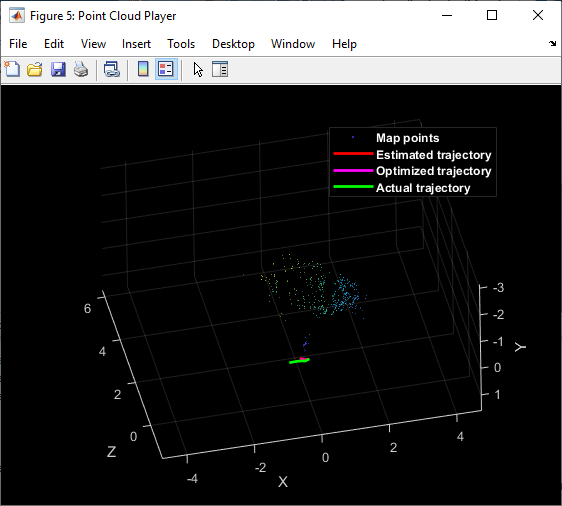 Figure 5: Point Cloud Player
File Edit View Insert Tools Desktop Window Help
Map points
Estimated trajectory
Optimized trajectory
Actual trajectory
6
4
2
0
Z
-4
-2
0
2
4
X
-3
-2
-1
0
1
Y